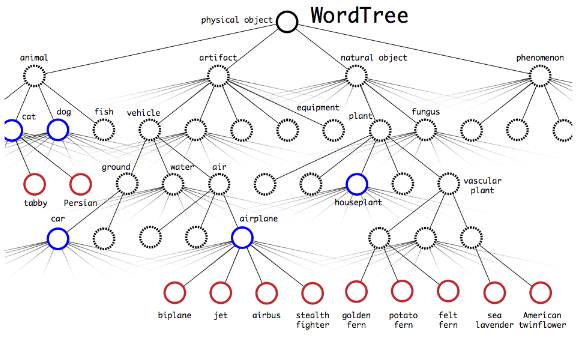 physical object
WordTree
animal
artifact
natural object
phenomenon
cat
dog
fish
vehicle
equipment
plant
fungus
ground
water
air
vascular
plant
tabby
Persian
houseplant
car
airplane
biplane
jet
airbus
stealth
fighter
golden
fern
potato
fern
felt
fern
sea
lavender
American
twinflower